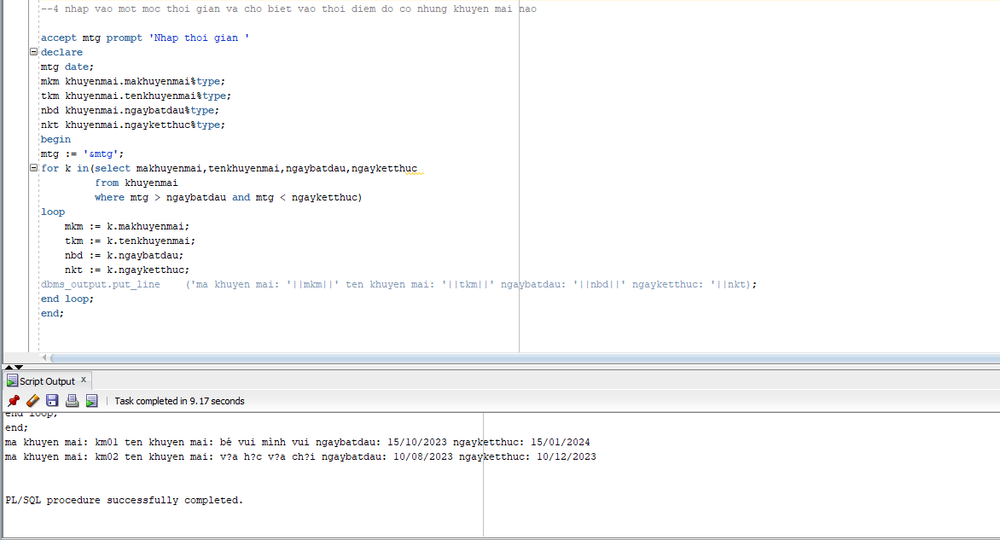 --4 nhap vao mot moc thoi gian va cho biet vao thoi diem do co nhung khuyen mai nao
accept mtg prompt 'Nhap thoi gian '
declare
mtg date;
mkm khuyenmai.makhuyenmai%type;
tkm khuyenmai.tenkhuyenmai%type;
nbd khuyenmai.ngaybatdau%type;
nkt khuyenmai.ngayketthuc%type;
begin
mtg := '&mtg';
for k in(select makhuyenmai,tenkhuyenmai,ngaybatdau,ngayketthuc
from khuyenmai
where mtg > ngaybatdau and mtg < ngayketthuc)
loop
mkm := k.makhuyenmai;
tkm := k.tenkhuyenmai;
nbd := k.ngaybatdau;
nkt := k.ngayketthuc;
dbms_output.put_line    ('ma khuyen mai: '||mkm||' ten khuyen mai: '||tkm||' ngaybatdau: '||nbd||' ngayketthuc: '||nkt);
end loop;
end;
Script Output x
Task completed in 9.17 seconds
end loop;
end;
ma khuyen mai: km01 ten khuyen mai: bé vui mình vui ngaybatdau: 15/10/2023 ngayketthuc: 15/01/2024
ma khuyen mai: km02 ten khuyen mai: v?a h?c v?a ch?i ngaybatdau: 10/08/2023 ngayketthuc: 10/12/2023
PL/SQL procedure successfully completed.